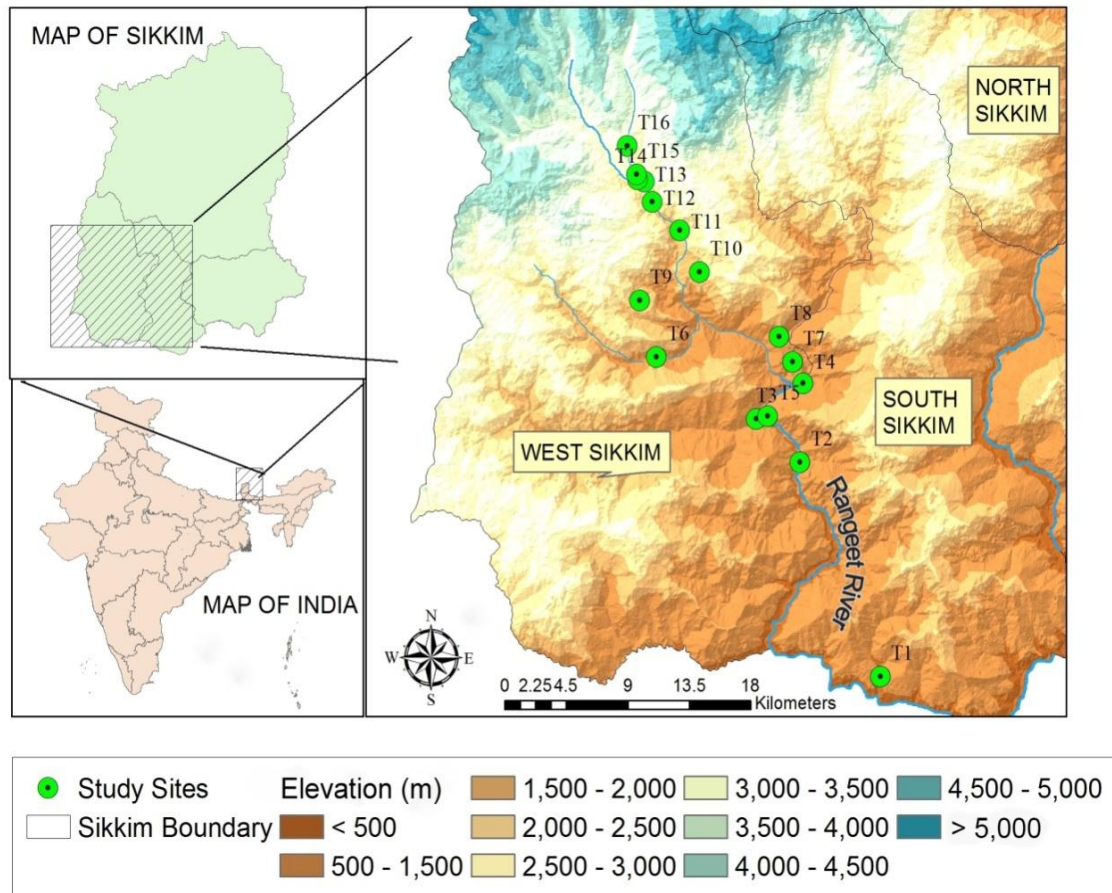 MAP OF SIKKIM
MAP OF INDIA
NORTH
SIKKIM
T16
T15
T14
T13
T12
T11
T10
T9
T8
T7
T6
T4
T5
T3
T2
SOUTH
SIKKIM
WEST SIKKIM
Rangeet River
T1
N
W E
S
0 2.25 4.5 9 13.5 18
Kilometers
Study Sites
Sikkim Boundary
Elevation (m)
< 500
500 - 1,500
1,500 - 2,000
2,000 - 2,500
2,500 - 3,000
3,000 - 3,500
3,500 - 4,000
4,000 - 4,500
4,500 - 5,000
> 5,000